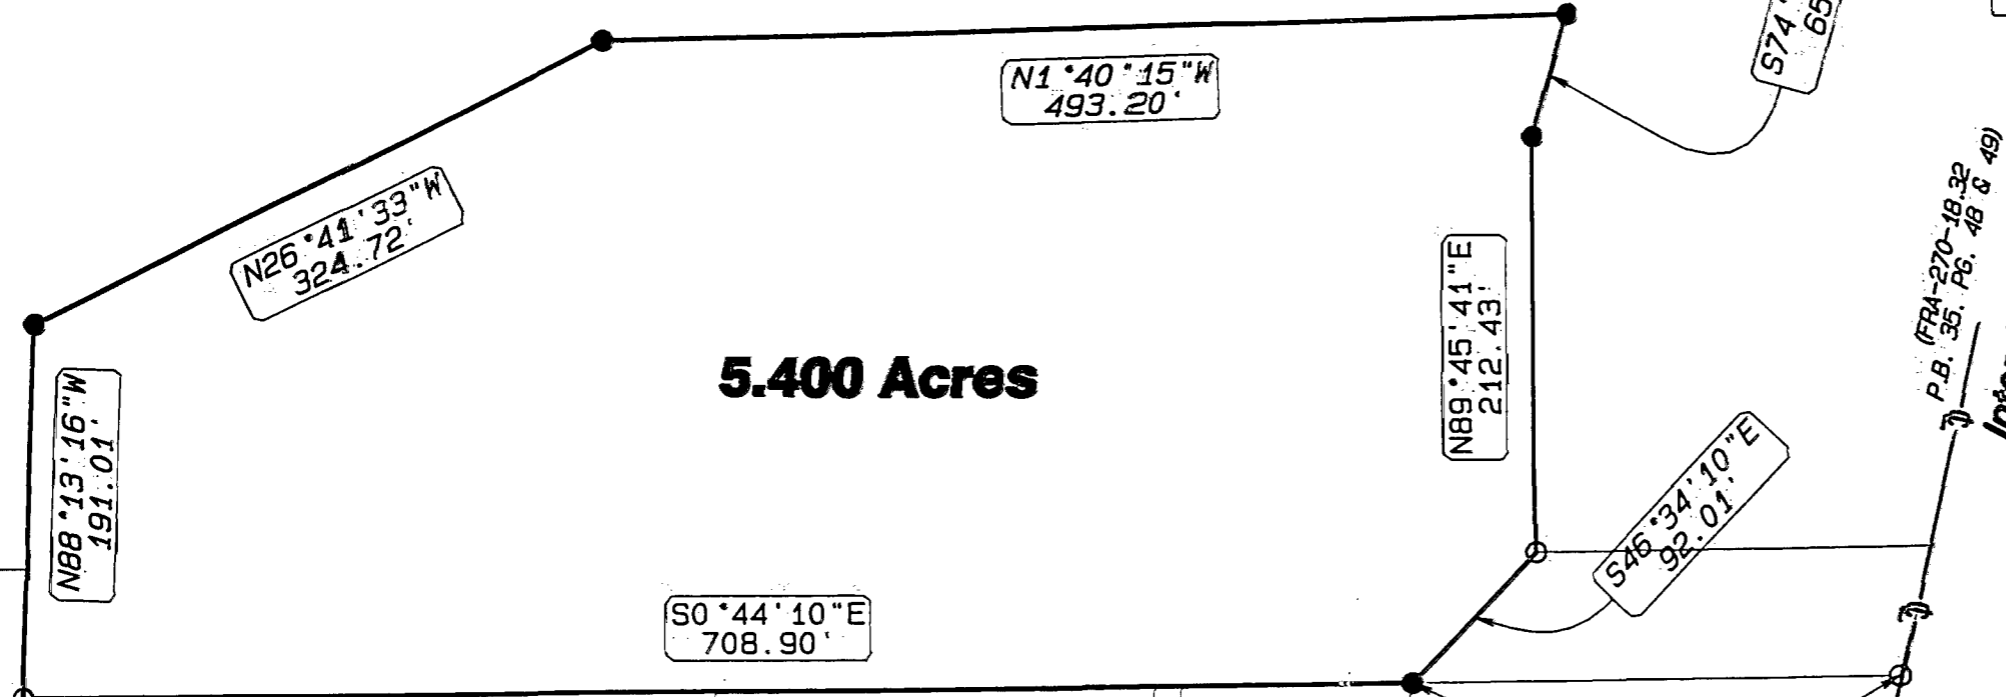 N1°40'15"W
493.20'
S74°
65
N26°41'33"W
324.72'
(FRA-270-18.32
P.B. 35. PG. 48 & 49)
N89°45'41"E
212.43'
5.400 Acres
N88°13'16"W
191.01'
S46°34'10"E
92.01'
S0°44'10"E
708.90'